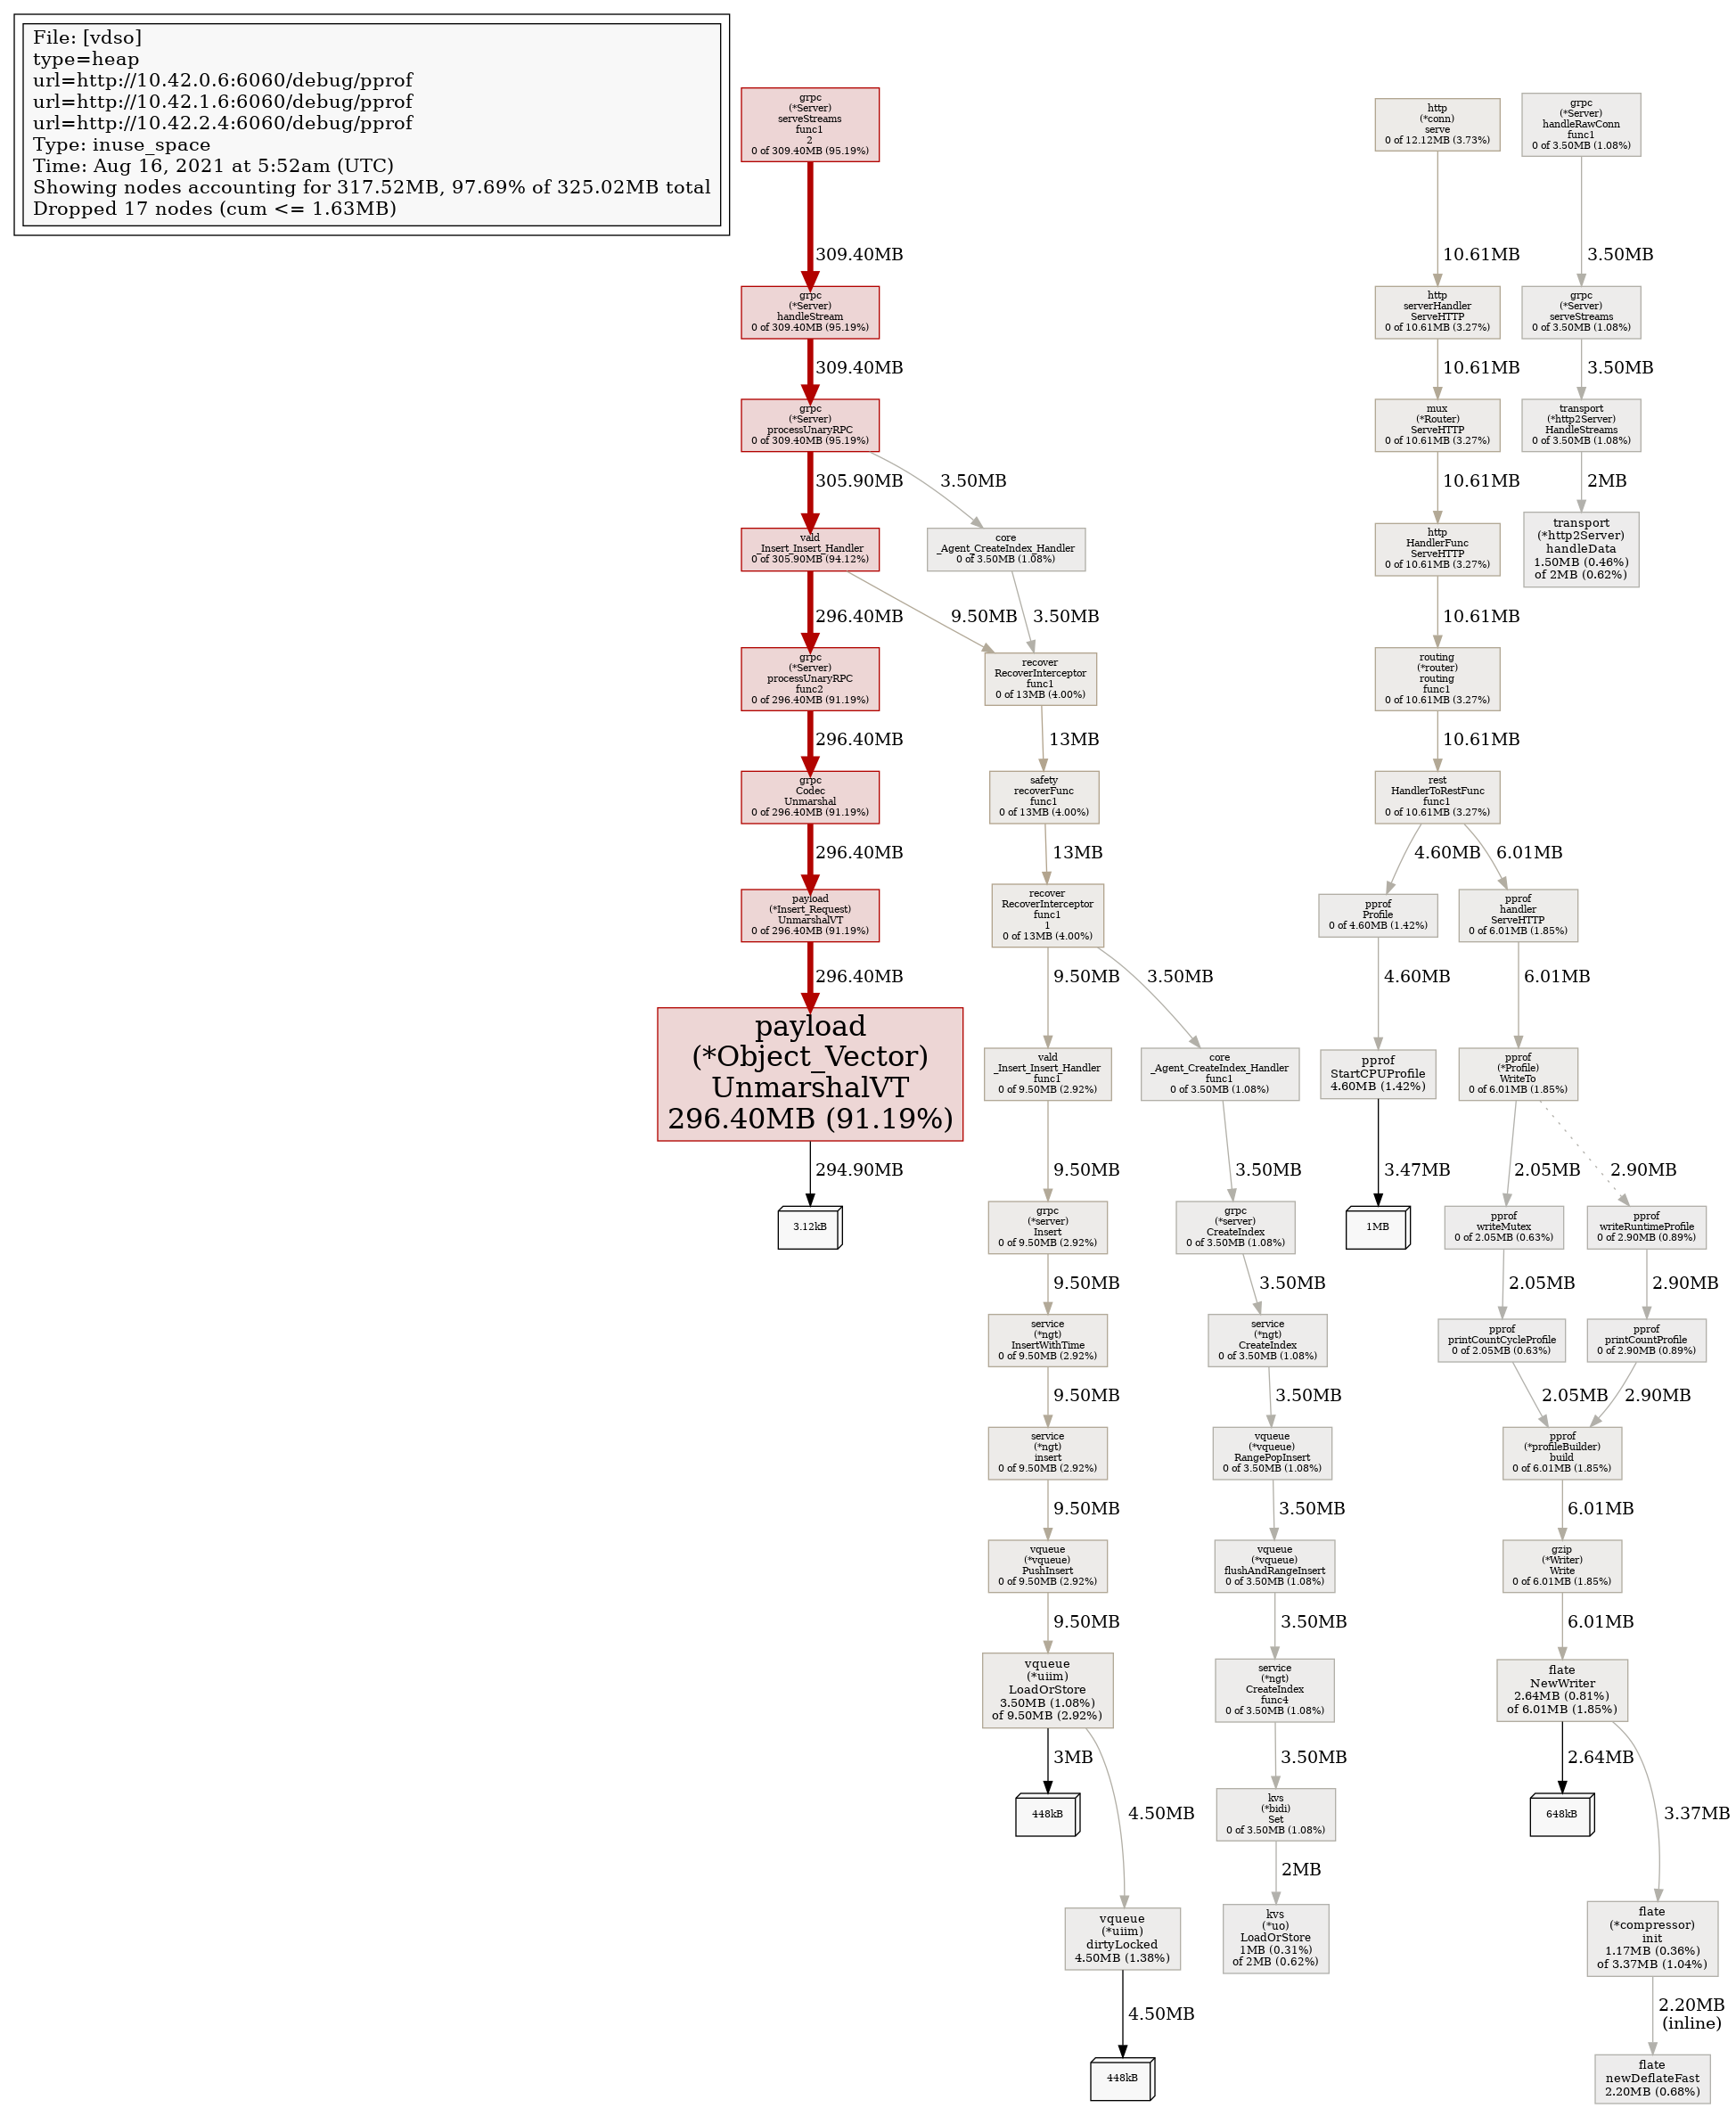 File: [vdso]
type=heap
url=http://10.42.0.6:6060/debug/pprof
url=http://10.42.1.6:6060/debug/pprof
url=http://10.42.2.4:6060/debug/pprof
Type: inuse_space
Time: Aug 16, 2021 at 5:52am (UTC)
Showing nodes accounting for 317.52MB, 97.69% of 325.02MB total
Dropped 17 nodes (cum <= 1.63MB)
grpc
(*Server)
serveStreams
func1
2
0 of 309.40MB (95.19%)
309.40MB
grpc
(*Server)
handleStream
0 of 309.40MB (95.19%)
309.40MB
grpc
(*Server)
processUnaryRPC
0 of 309.40MB (95.19%)
305.90MB
3.50MB
vald
_Insert_Insert_Handler
0 of 305.90MB (94.12%)
core
_Agent_CreateIndex_Handler
0 of 3.50MB (1.08%)
296.40MB
9.50MB
3.50MB
grpc
(*Server)
processUnaryRPC
func2
0 of 296.40MB (91.19%)
recover
RecoverInterceptor
func1
0 of 13MB (4.00%)
296.40MB
13MB
grpc
Codec
Unmarshal
0 of 296.40MB (91.19%)
safety
recoverFunc
func1
0 of 13MB (4.00%)
296.40MB
13MB
payload
(*Insert_Request)
UnmarshalVT
0 of 296.40MB (91.19%)
recover
RecoverInterceptor
func1
1
0 of 13MB (4.00%)
296.40MB
9.50MB
3.50MB
payload
(*Object_Vector)
UnmarshalVT
296.40MB (91.19%)
294.90MB
3.12kB
vald
_Insert_Insert_Handler
func1
0 of 9.50MB (2.92%)
9.50MB
grpc
(*server)
Insert
0 of 9.50MB (2.92%)
9.50MB
service
(*ngt)
InsertWithTime
0 of 9.50MB (2.92%)
9.50MB
service
(*ngt)
insert
0 of 9.50MB (2.92%)
9.50MB
vqueue
(*vqueue)
PushInsert
0 of 9.50MB (2.92%)
9.50MB
vqueue
(*uiim)
LoadOrStore
3.50MB (1.08%)
of 9.50MB (2.92%)
3MB
448kB
4.50MB
vqueue
(*uiim)
dirtyLocked
4.50MB (1.38%)
4.50MB
448kB
core
_Agent_CreateIndex_Handler
func1
0 of 3.50MB (1.08%)
3.50MB
grpc
(*server)
CreateIndex
0 of 3.50MB (1.08%)
3.50MB
service
(*ngt)
CreateIndex
0 of 3.50MB (1.08%)
3.50MB
vqueue
(*vqueue)
RangePopInsert
0 of 3.50MB (1.08%)
3.50MB
vqueue
(*vqueue)
flushAndRangeInsert
0 of 3.50MB (1.08%)
3.50MB
service
(*ngt)
CreateIndex
func4
0 of 3.50MB (1.08%)
3.50MB
kvs
(*bidi)
Set
0 of 3.50MB (1.08%)
2MB
kvs
(*uo)
LoadOrStore
1MB (0.31%)
of 2MB (0.62%)
http
(*conn)
serve
0 of 12.12MB (3.73%)
10.61MB
http
serverHandler
ServeHTTP
0 of 10.61MB (3.27%)
10.61MB
mux
(*Router)
ServeHTTP
0 of 10.61MB (3.27%)
10.61MB
http
HandlerFunc
ServeHTTP
0 of 10.61MB (3.27%)
10.61MB
routing
(*router)
routing
func1
0 of 10.61MB (3.27%)
10.61MB
rest
HandlerToRestFunc
func1
0 of 10.61MB (3.27%)
4.60MB
6.01MB
pprof
Profile
0 of 4.60MB (1.42%)
4.60MB
pprof
StartCPUProfile
4.60MB (1.42%)
3.47MB
1MB
pprof
handler
ServeHTTP
0 of 6.01MB (1.85%)
6.01MB
pprof
(*Profile)
WriteTo
0 of 6.01MB (1.85%)
2.05MB
2.90MB
pprof
writeMutex
0 of 2.05MB (0.63%)
pprof
writeRuntimeProfile
0 of 2.90MB (0.89%)
2.05MB
2.90MB
pprof
printCountCycleProfile
0 of 2.05MB (0.63%)
pprof
printCountProfile
0 of 2.90MB (0.89%)
2.05MB
2.90MB
pprof
(*profileBuilder)
build
0 of 6.01MB (1.85%)
6.01MB
gzip
(*Writer)
Write
0 of 6.01MB (1.85%)
6.01MB
flate
NewWriter
2.64MB (0.81%)
of 6.01MB (1.85%)
2.64MB
648kB
3.37MB
flate
(*compressor)
init
1.17MB (0.36%)
of 3.37MB (1.04%)
2.20MB
(inline)
flate
newDeflateFast
2.20MB (0.68%)
grpc
(*Server)
handleRawConn
func1
0 of 3.50MB (1.08%)
3.50MB
grpc
(*Server)
serveStreams
0 of 3.50MB (1.08%)
3.50MB
transport
(*http2Server)
HandleStreams
0 of 3.50MB (1.08%)
2MB
transport
(*http2Server)
handleData
1.50MB (0.46%)
of 2MB (0.62%)